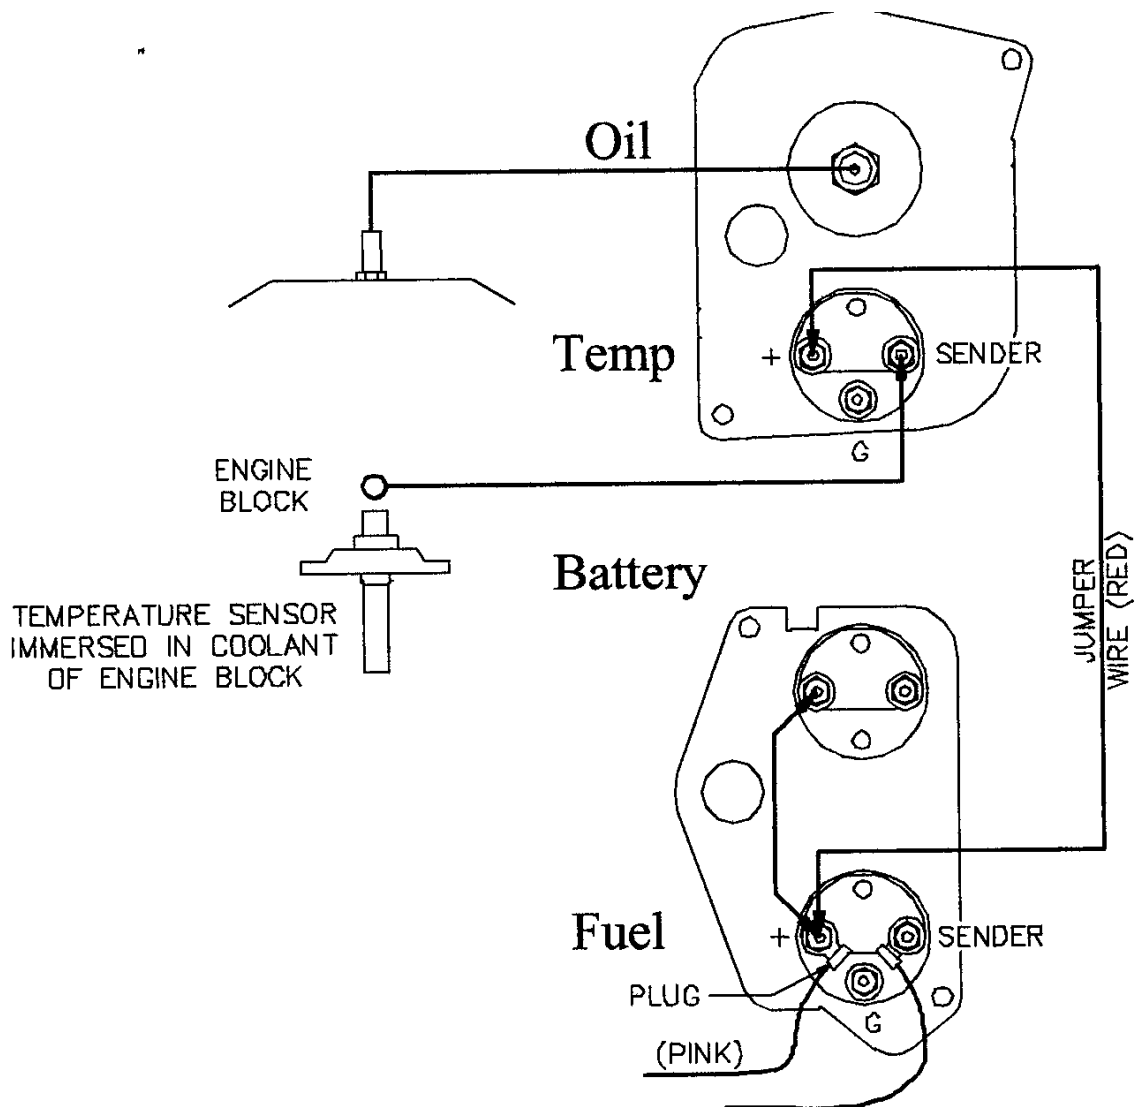 Oil
Temp
+
SENDER
G
ENGINE
BLOCK
TEMPERATURE SENSOR
IMMERSED IN COOLANT
OF ENGINE BLOCK
Battery
JUMPER
WIRE (RED)
Fuel
+
SENDER
PLUG
G
(PINK)